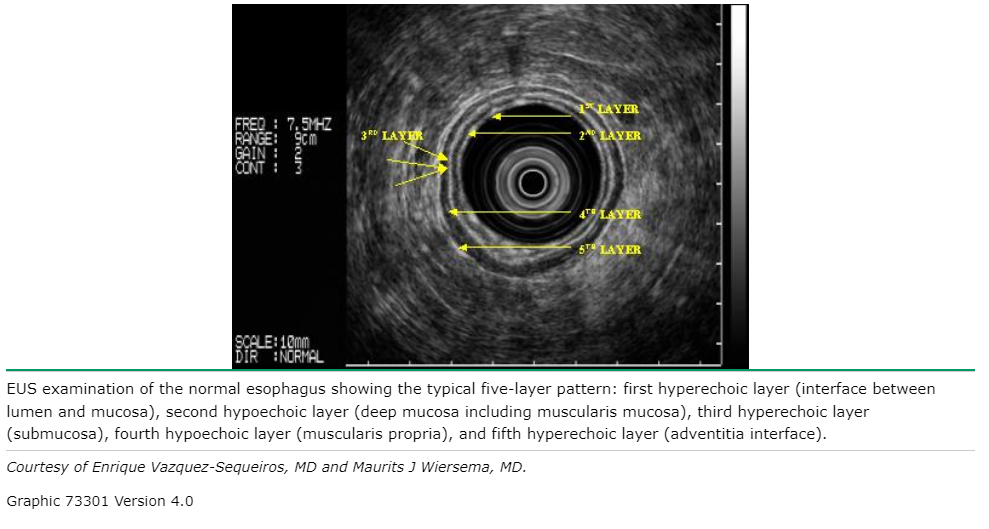 FREQ : 7.5MHZ
RANGE: 9cm
GAIN : 2
CONT : 3
1ST LAYER
3RD LAYER
2ND LAYER
4TH LAYER
5TH LAYER
SCALE:10mm
DIR :NORMAL
EUS examination of the normal esophagus showing the typical five-layer pattern: first hyperechoic layer (interface between
lumen and mucosa), second hypoechoic layer (deep mucosa including muscularis mucosa), third hyperechoic layer
(submucosa), fourth hypoechoic layer (muscularis propria), and fifth hyperechoic layer (adventitia interface).
Courtesy of Enrique Vazquez-Sequeiros, MD and Maurits J Wiersema, MD.
Graphic 73301 Version 4.0